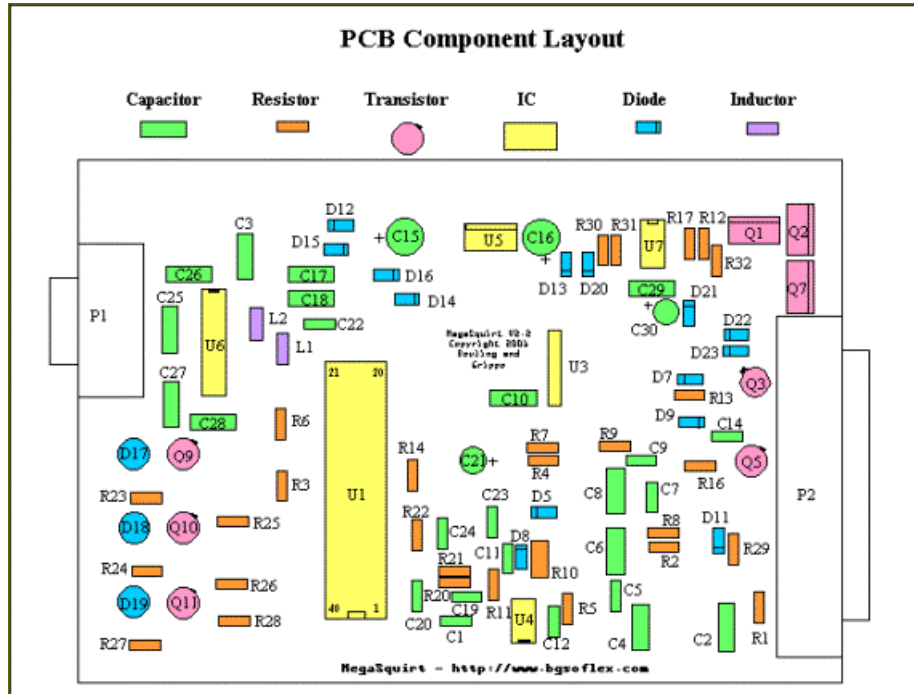 PCB Component Layout
Capacitor Resistor Transistor IC Diode Inductor
D12
C3 C15 U5 C16 R30 R31 U7 R17 R12 Q1 Q2
D15
R32
C26 C17 D16 D13 D20 C29 Q7
C25 C18 D14 D21
P1 L2 C22 C30 D22
U6 L1 MegaSquirt V2.2
Copyright 2001
Bowling and
Grippo
U3 D23
C27 21 20 D7 Q3
C10 R13
C28 R6 D9 C14
D17 Q9 R14 C21 R7 R9
R4 C9 Q5
R3 U1 C8 R16 P2
R23 C23 D5 C7
D18 Q10 R25 R22 C24 D8 R8 D11
C11 C6 R2 R29
R24 R21 R10
R26 R20 R11 C5
D19 Q11 40 1 C19 U4 R5
R28 C20 C1 C12 C4 C2 R1
R27
MegaSquirt - http://www.bgsoflex.com